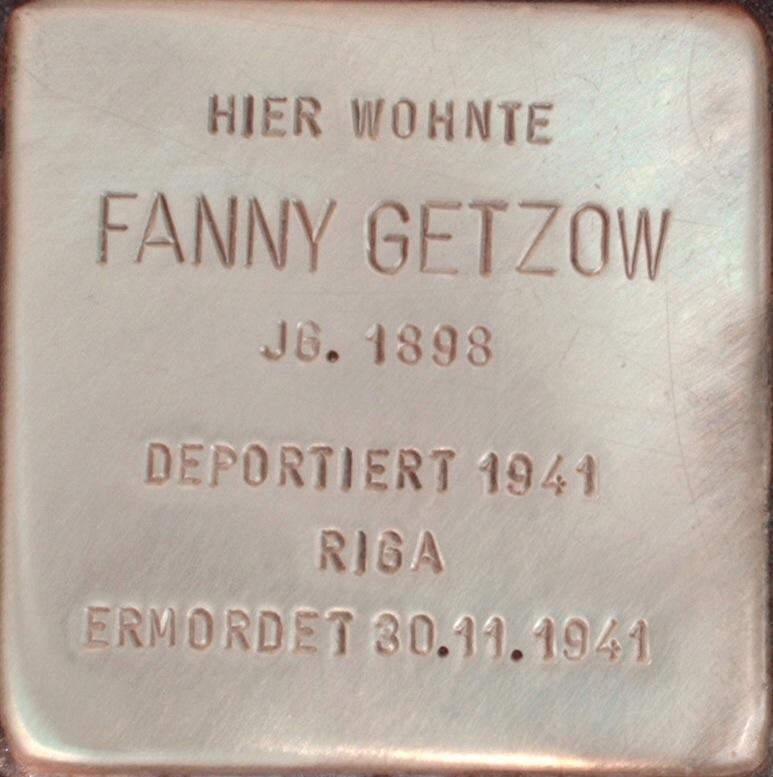 HIER WOHNTE
FANNY GETZOW
JG. 1898
DEPORTIERT 1941
RIGA
ERMORDET 30.11.1941